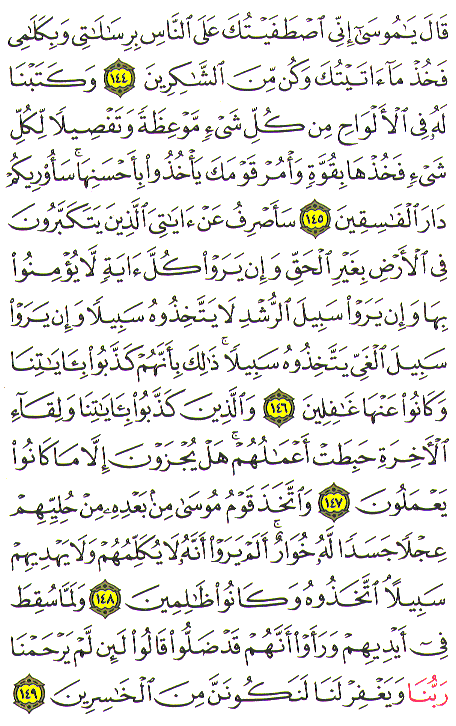 قَالَ يَٰمُوسَىٰٓ إِنِّي ٱصۡطَفَيۡتُكَ عَلَى ٱلنَّاسِ بِرِسَٰلَٰتِي وَبِكَلَٰمِي
فَخُذۡ مَآ ءَاتَيۡتُكَ وَكُن مِّنَ ٱلشَّٰكِرِينَ ١٤٤ وَكَتَبۡنَا
لَهُۥ فِي ٱلۡأَلۡوَاحِ مِن كُلِّ شَيۡءٖ مَّوۡعِظَةٗ وَتَفۡصِيلٗا لِّكُلِّ
شَيۡءٖ فَخُذۡهَا بِقُوَّةٖ وَأۡمُرۡ قَوۡمَكَ يَأۡخُذُواْ بِأَحۡسَنِهَاۚ سَأُوْرِيكُمۡ
دَارَ ٱلۡفَٰسِقِينَ ١٤٥ سَأَصۡرِفُ عَنۡ ءَايَٰتِيَ ٱلَّذِينَ يَتَكَبَّرُونَ
فِي ٱلۡأَرۡضِ بِغَيۡرِ ٱلۡحَقِّ وَإِن يَرَوۡاْ كُلَّ ءَايَةٖ لَّا يُؤۡمِنُواْ
بِهَا وَإِن يَرَوۡاْ سَبِيلَ ٱلرُّشۡدِ لَا يَتَّخِذُوهُ سَبِيلٗا وَإِن يَرَوۡاْ
سَبِيلَ ٱلۡغَيِّ يَتَّخِذُوهُ سَبِيلٗاۚ ذَٰلِكَ بِأَنَّهُمۡ كَذَّبُواْ بِـَٔايَٰتِنَا
وَكَانُواْ عَنۡهَا غَٰفِلِينَ ١٤٦ وَٱلَّذِينَ كَذَّبُواْ بِـَٔايَٰتِنَا وَلِقَآءِ
ٱلۡأٓخِرَةِ حَبِطَتۡ أَعۡمَٰلُهُمۡۚ هَلۡ يُجۡزَوۡنَ إِلَّا مَا كَانُواْ
يَعۡمَلُونَ ١٤٧ وَٱتَّخَذَ قَوۡمُ مُوسَىٰ مِنۢ بَعۡدِهِۦ مِنۡ حُلِيِّهِمۡ
عِجۡلٗا جَسَدٗا لَّهُۥ خُوَارٌۚ أَلَمۡ يَرَوۡاْ أَنَّهُۥ لَا يُكَلِّمُهُمۡ وَلَا يَهۡدِيهِمۡ
سَبِيلًاۘ ٱتَّخَذُوهُ وَكَانُواْ ظَٰلِمِينَ ١٤٨ وَلَمَّا سُقِطَ
فِيٓ أَيۡدِيهِمۡ وَرَأَوۡاْ أَنَّهُمۡ قَدۡ ضَلُّواْ قَالُواْ لَئِن لَّمۡ يَرۡحَمۡنَا
رَبُّنَا وَيَغۡفِرۡ لَنَا لَنَكُونَنَّ مِنَ ٱلۡخَٰسِرِينَ ١٤٩